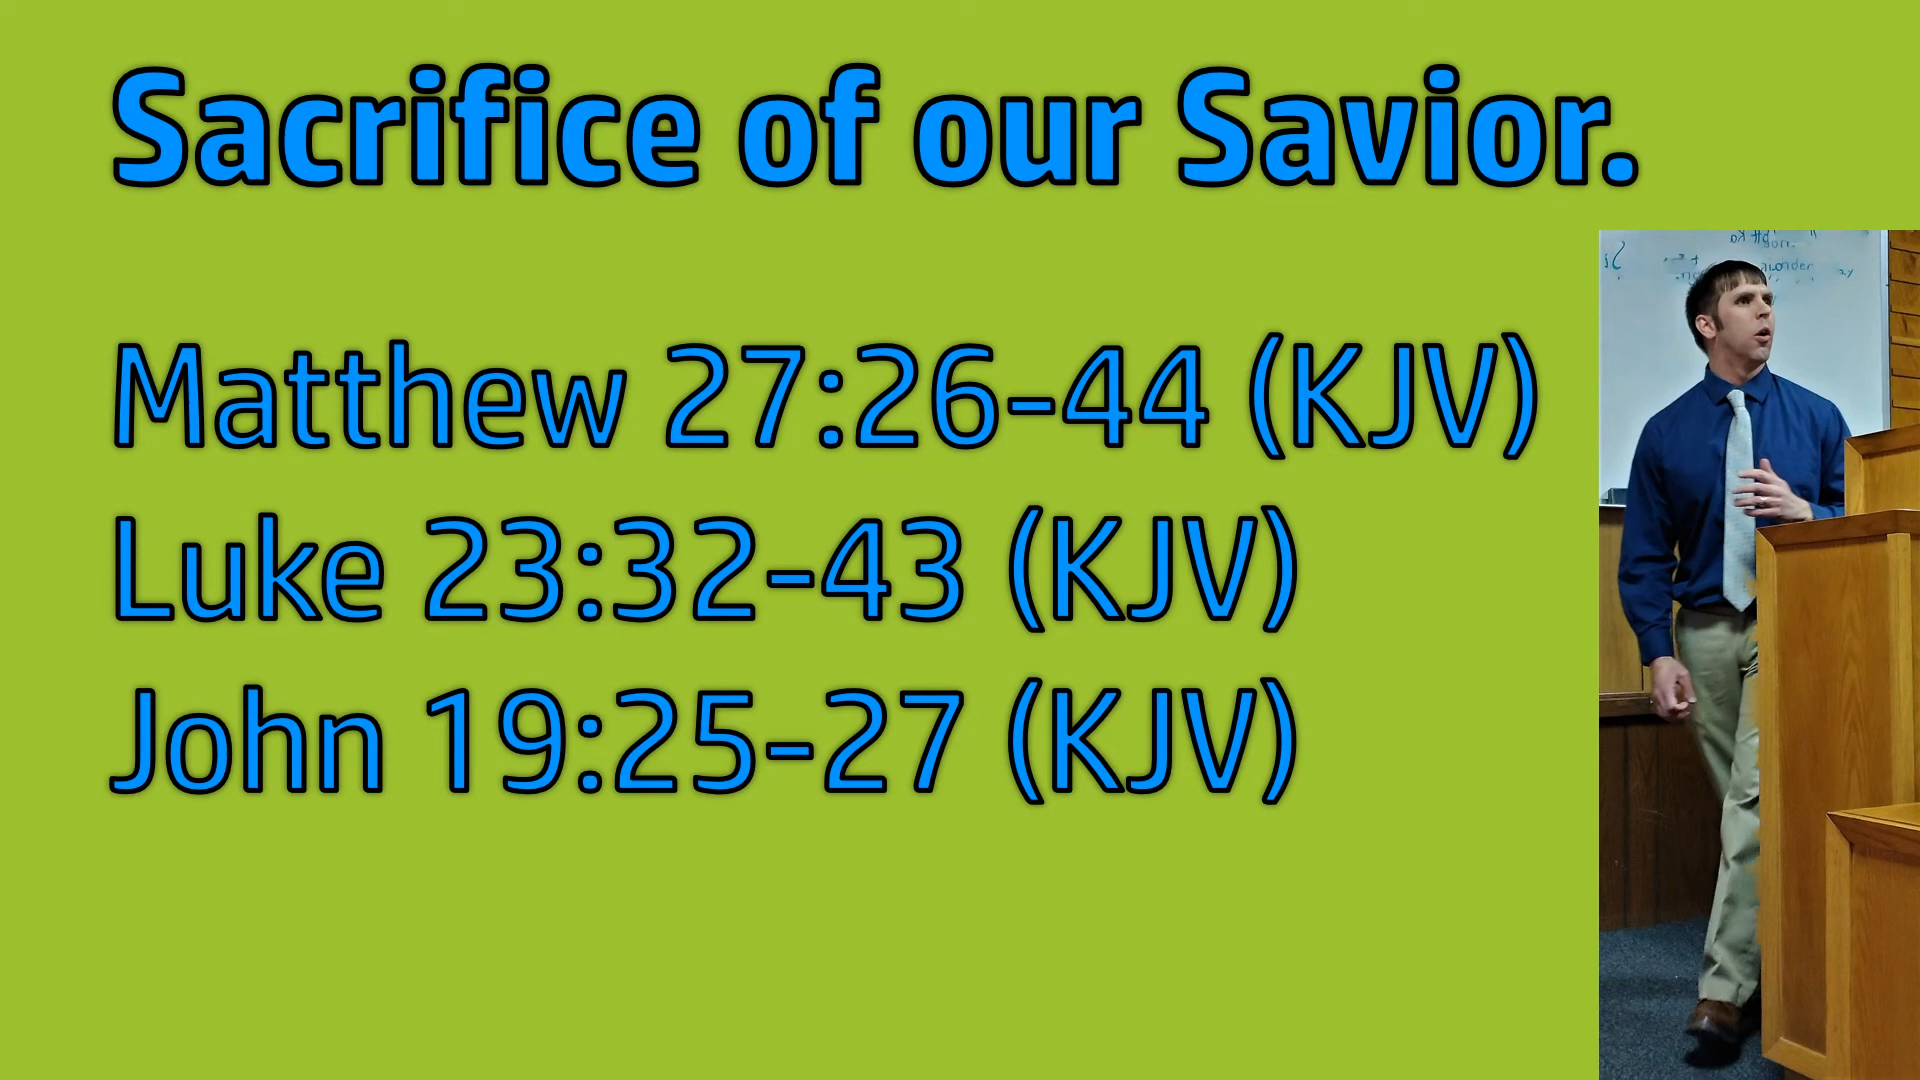 Sacrifice of our Savior.
Matthew 27:26-44 (KJV)
Luke 23:32-43 (KJV)
John 19:25-27 (KJV)